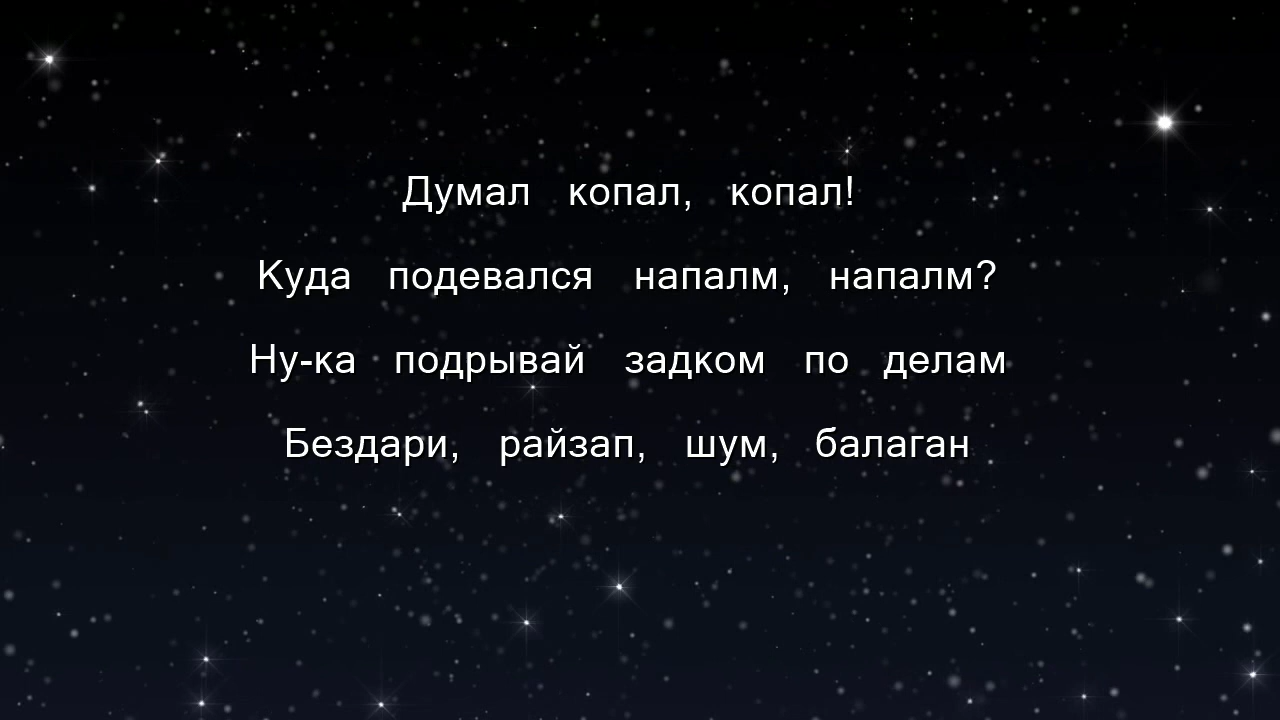 Думал копал, копал!
Куда подевался напалм, напалм?
Ну-ка подрывай задком по делам
Бездари, райзап, шум, балаган